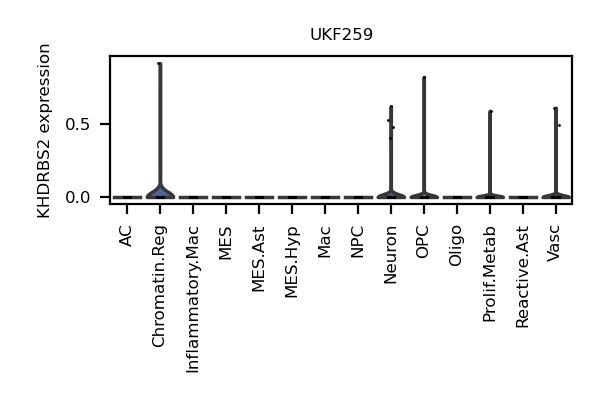 UKF259
KHDRBS2 expression
0.5
0.0
AC
Chromatin.Reg
Inflammatory.Mac
MES
MES.Ast
MES.Hyp
Mac
NPC
Neuron
OPC
Oligo
Prolif.Metab
Reactive.Ast
Vasc